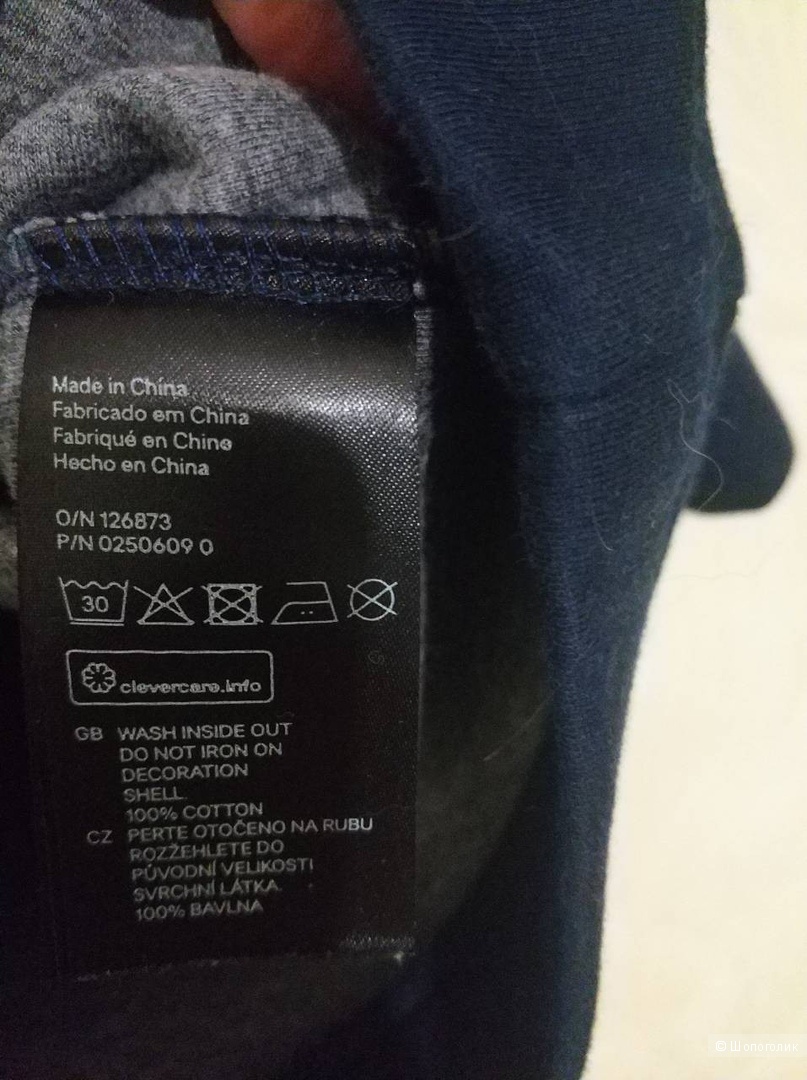 Made in China
Fabricado em China
Fabriqué en Chine
Hecho en China
O/N 126873
P/N 0250609 0
30
clevercare.info
GB WASH INSIDE OUT
DO NOT IRON ON
DECORATION
SHELL
100% COTTON
CZ PERTE OTOČENO NA RUBU
ROZŽEHLETE DO
PŮVODNÍ VELIKOSTI
SVRCHNÍ LÁTKA
100% BAVLNA
© Шопоголик